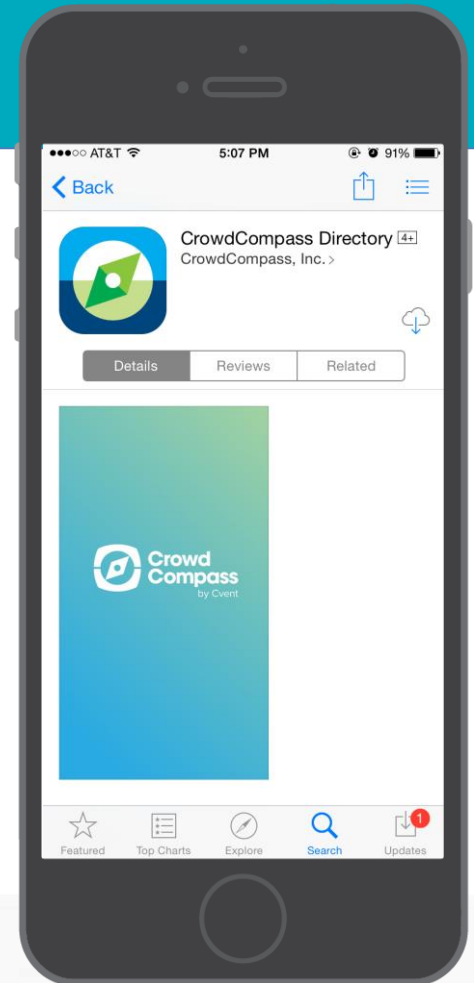 ●●●○○ AT&T 5:07 PM 91%
Back
CrowdCompass Directory 4+
CrowdCompass, Inc. >
Details Reviews Related
Crowd
Compass
by Cvent
1
Featured Top Charts Explore Search Updates